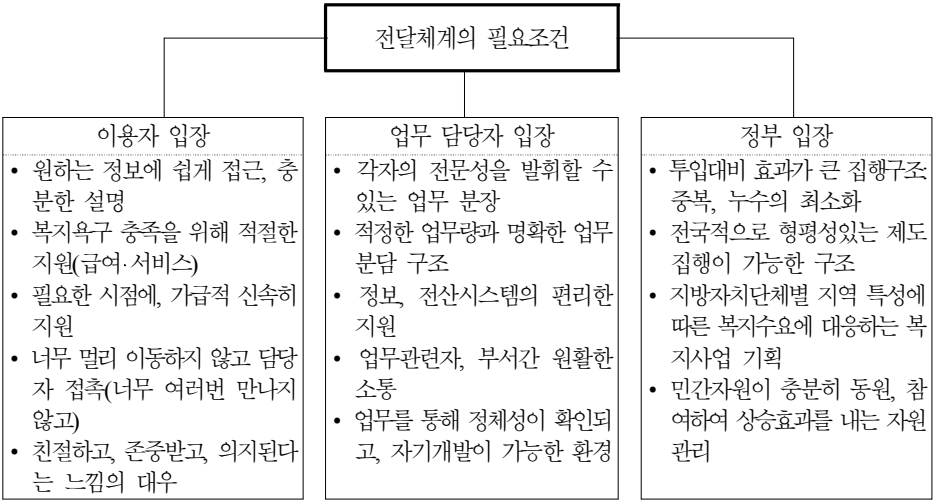 전달체계의 필요조건
이용자 입장
• 원하는 정보에 쉽게 접근, 충
분한 설명
• 복지욕구 충족을 위해 적절한
지원(급여·서비스)
• 필요한 시점에, 가급적 신속히
지원
• 너무 멀리 이동하지 않고 담당
자 접촉(너무 여러번 만나지
않고)
• 친절하고, 존중받고, 의지된다
는 느낌의 대우
업무 담당자 입장
• 각자의 전문성을 발휘할 수
있는 업무 분장
• 적정한 업무량과 명확한 업무
분담 구조
• 정보, 전산시스템의 편리한
지원
• 업무관련자, 부서간 원활한
소통
• 업무를 통해 정체성이 확인되
고, 자기개발이 가능한 환경
정부 입장
• 투입대비 효과가 큰 집행구조:
중복, 누수의 최소화
• 전국적으로 형평성있는 제도
집행이 가능한 구조
• 지방자치단체별 지역 특성에
따른 복지수요에 대응하는 복
지사업 기획
• 민간자원이 충분히 동원, 참
여하여 상승효과를 내는 자원
관리